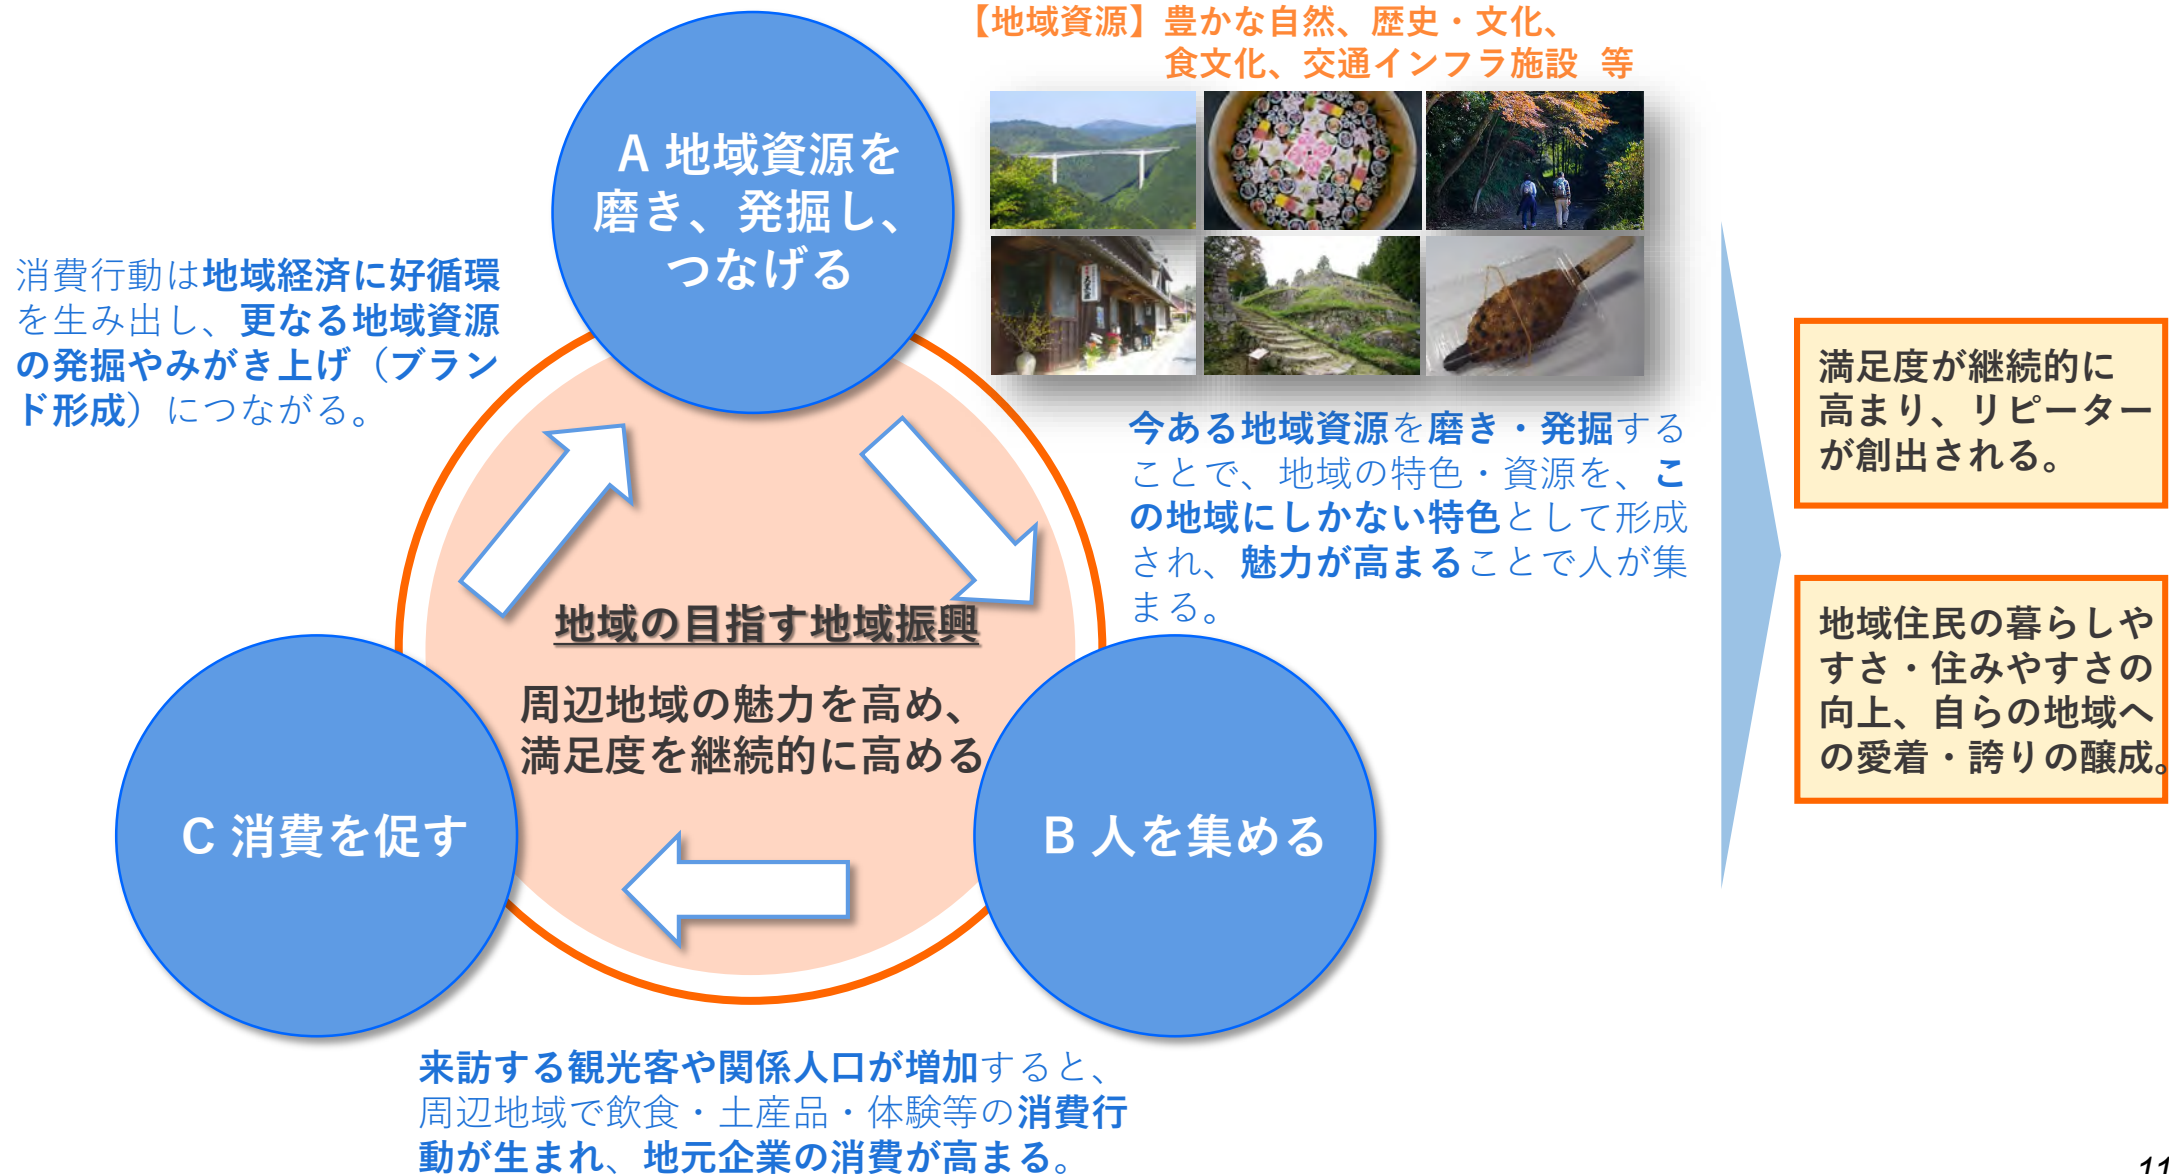 【地域資源】豊かな自然、歴史・文化、
食文化、交通インフラ施設 等
A 地域資源を
磨き、発掘し、
つなげる
消費行動は地域経済に好循環
を生み出し、更なる地域資源
の発掘やみがき上げ（ブラン
ド形成）につながる。
今ある地域資源を磨き・発掘する
ことで、地域の特色・資源を、こ
の地域にしかない特色として形成
され、魅力が高まることで人が集
まる。
満足度が継続的に
高まり、リピーター
が創出される。
地域住民の暮らしや
すさ・住みやすさの
向上、自らの地域へ
の愛着・誇りの醸成。
地域の目指す地域振興
周辺地域の魅力を高め、
満足度を継続的に高める
C 消費を促す
B 人を集める
来訪する観光客や関係人口が増加すると、
周辺地域で飲食・土産品・体験等の消費行
動が生まれ、地元企業の消費が高まる。
11